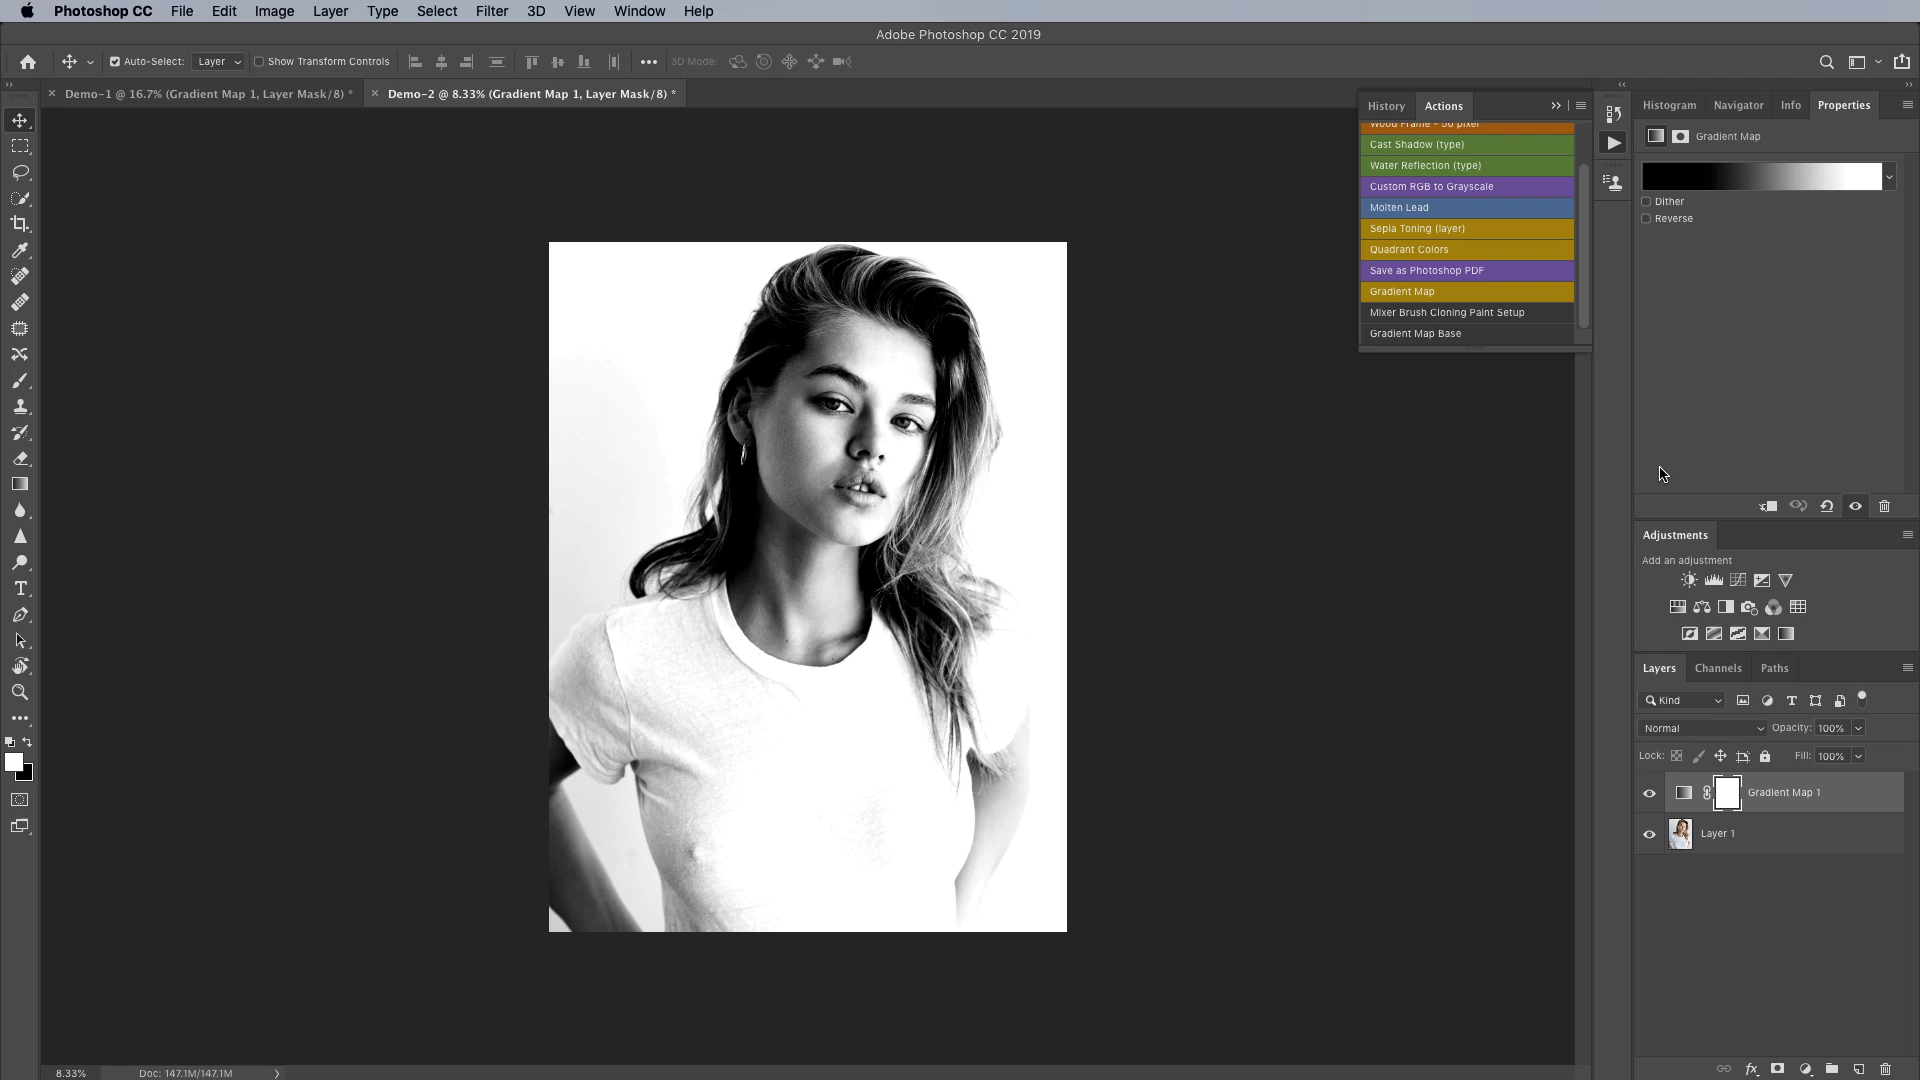 Photoshop CC File Edit Image Layer Type Select Filter 3D View Window Help
Adobe Photoshop CC 2019
Auto-Select: Layer Show Transform Controls 3D Mode:
Demo-1 @ 16.7% (Gradient Map 1, Layer Mask/8) *
Demo-2 @ 8.33% (Gradient Map 1, Layer Mask/8) *
History Actions
Wood Frame - 50 pixel
Cast Shadow (type)
Water Reflection (type)
Custom RGB to Grayscale
Molten Lead
Sepia Toning (layer)
Quadrant Colors
Save as Photoshop PDF
Gradient Map
Mixer Brush Cloning Paint Setup
Gradient Map Base
Histogram Navigator Info Properties
Gradient Map
Dither
Reverse
Adjustments
Add an adjustment
Layers Channels Paths
Kind
Normal Opacity: 100%
Lock: Fill: 100%
Gradient Map 1
Layer 1
8.33% Doc: 147.1M/147.1M